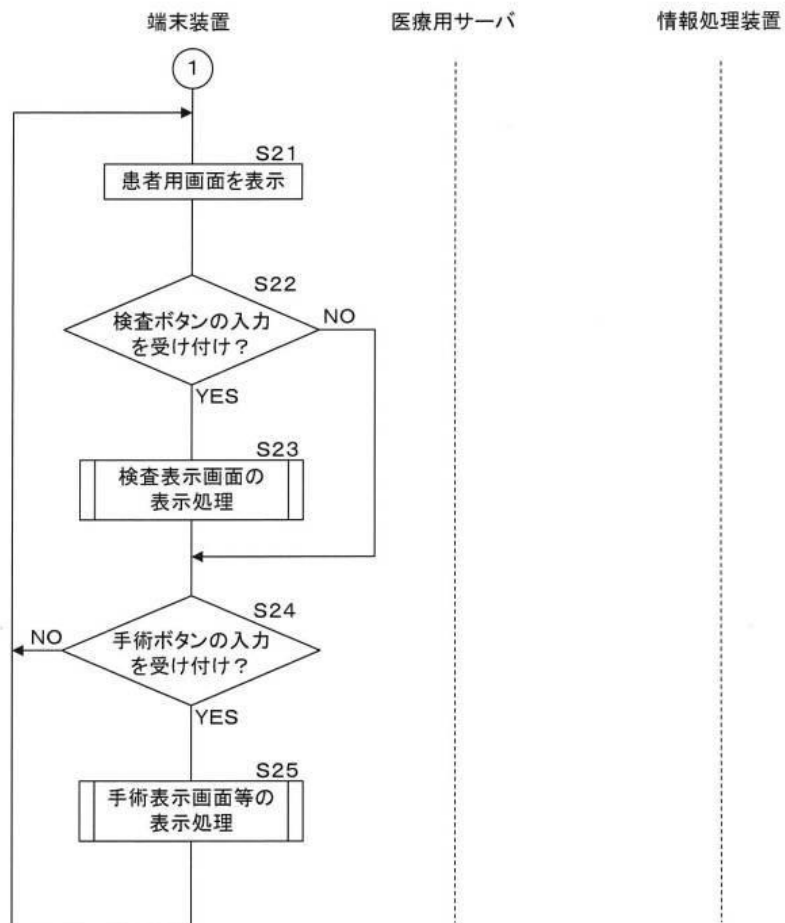 端末装置
医療用サーバ
情報処理装置
1
S21
患者用画面を表示
S22
検査ボタンの入力
を受け付け？
NO
YES
S23
検査表示画面の
表示処理
S24
手術ボタンの入力
を受け付け？
NO
YES
S25
手術表示画面等の
表示処理